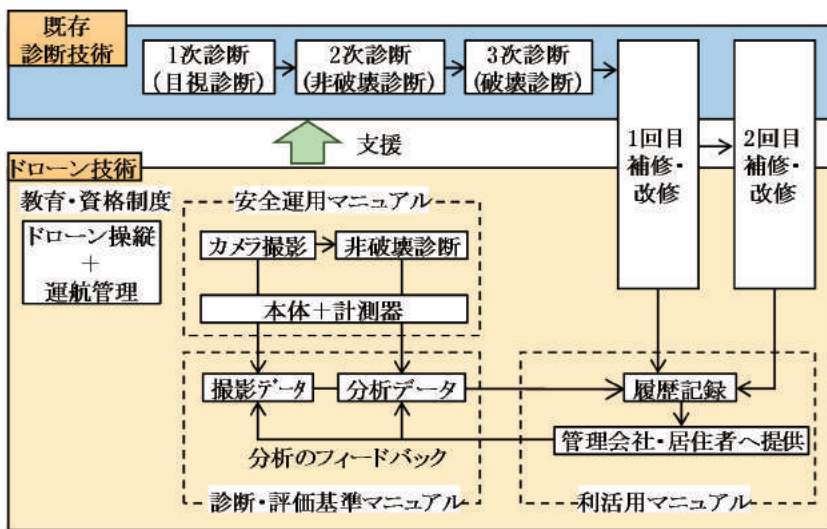 既存
診断技術
1次診断
(目視診断)
2次診断
(非破壊診断)
3次診断
(破壊診断)
支援
1回目
補修・
改修
2回目
補修・
改修
ドローン技術
教育・資格制度
ドローン操縦
+
運航管理
安全運用マニュアル
カメラ撮影
非破壊診断
本体+計測器
撮影データ
分析データ
履歴記録
管理会社・居住者へ提供
分析のフィードバック
診断・評価基準マニュアル
利活用マニュアル